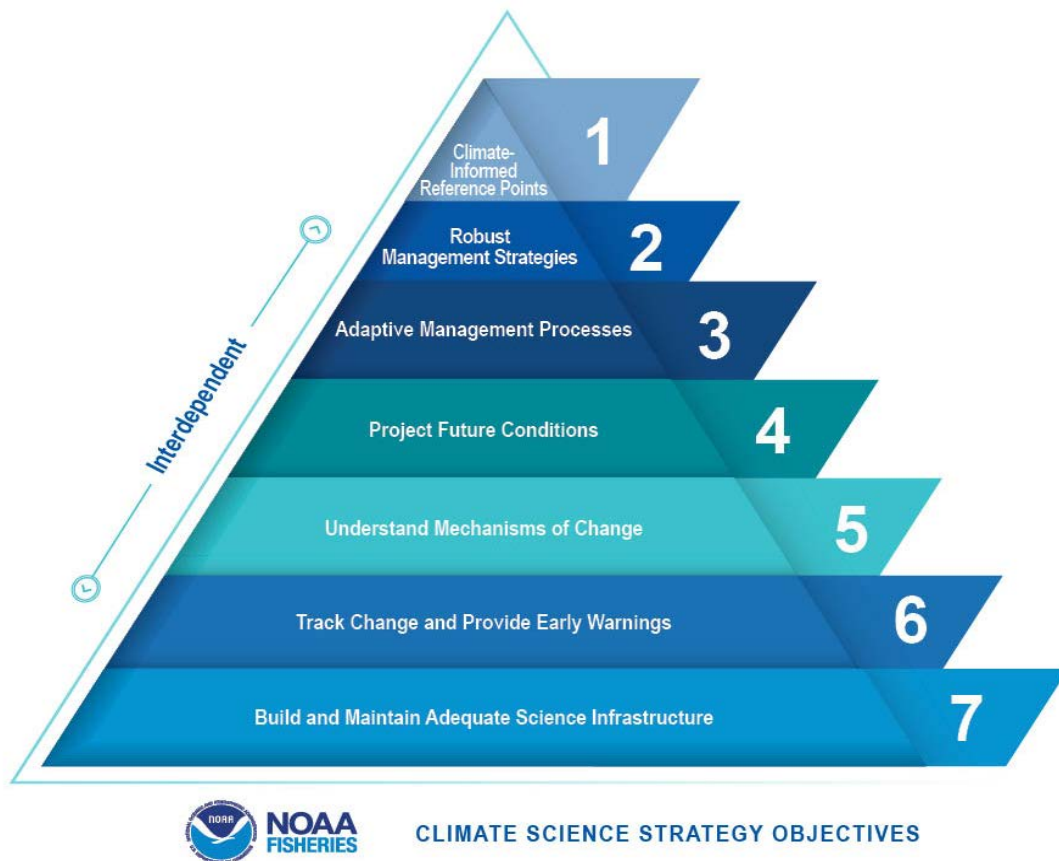 Climate-
Informed
Reference Points
1
Robust
Management Strategies
2
Adaptive Management Processes
3
Project Future Conditions
4
Understand Mechanisms of Change
5
Track Change and Provide Early Warnings
6
Build and Maintain Adequate Science Infrastructure
7
Interdependent
NOAA
NOAA
FISHERIES
CLIMATE SCIENCE STRATEGY OBJECTIVES